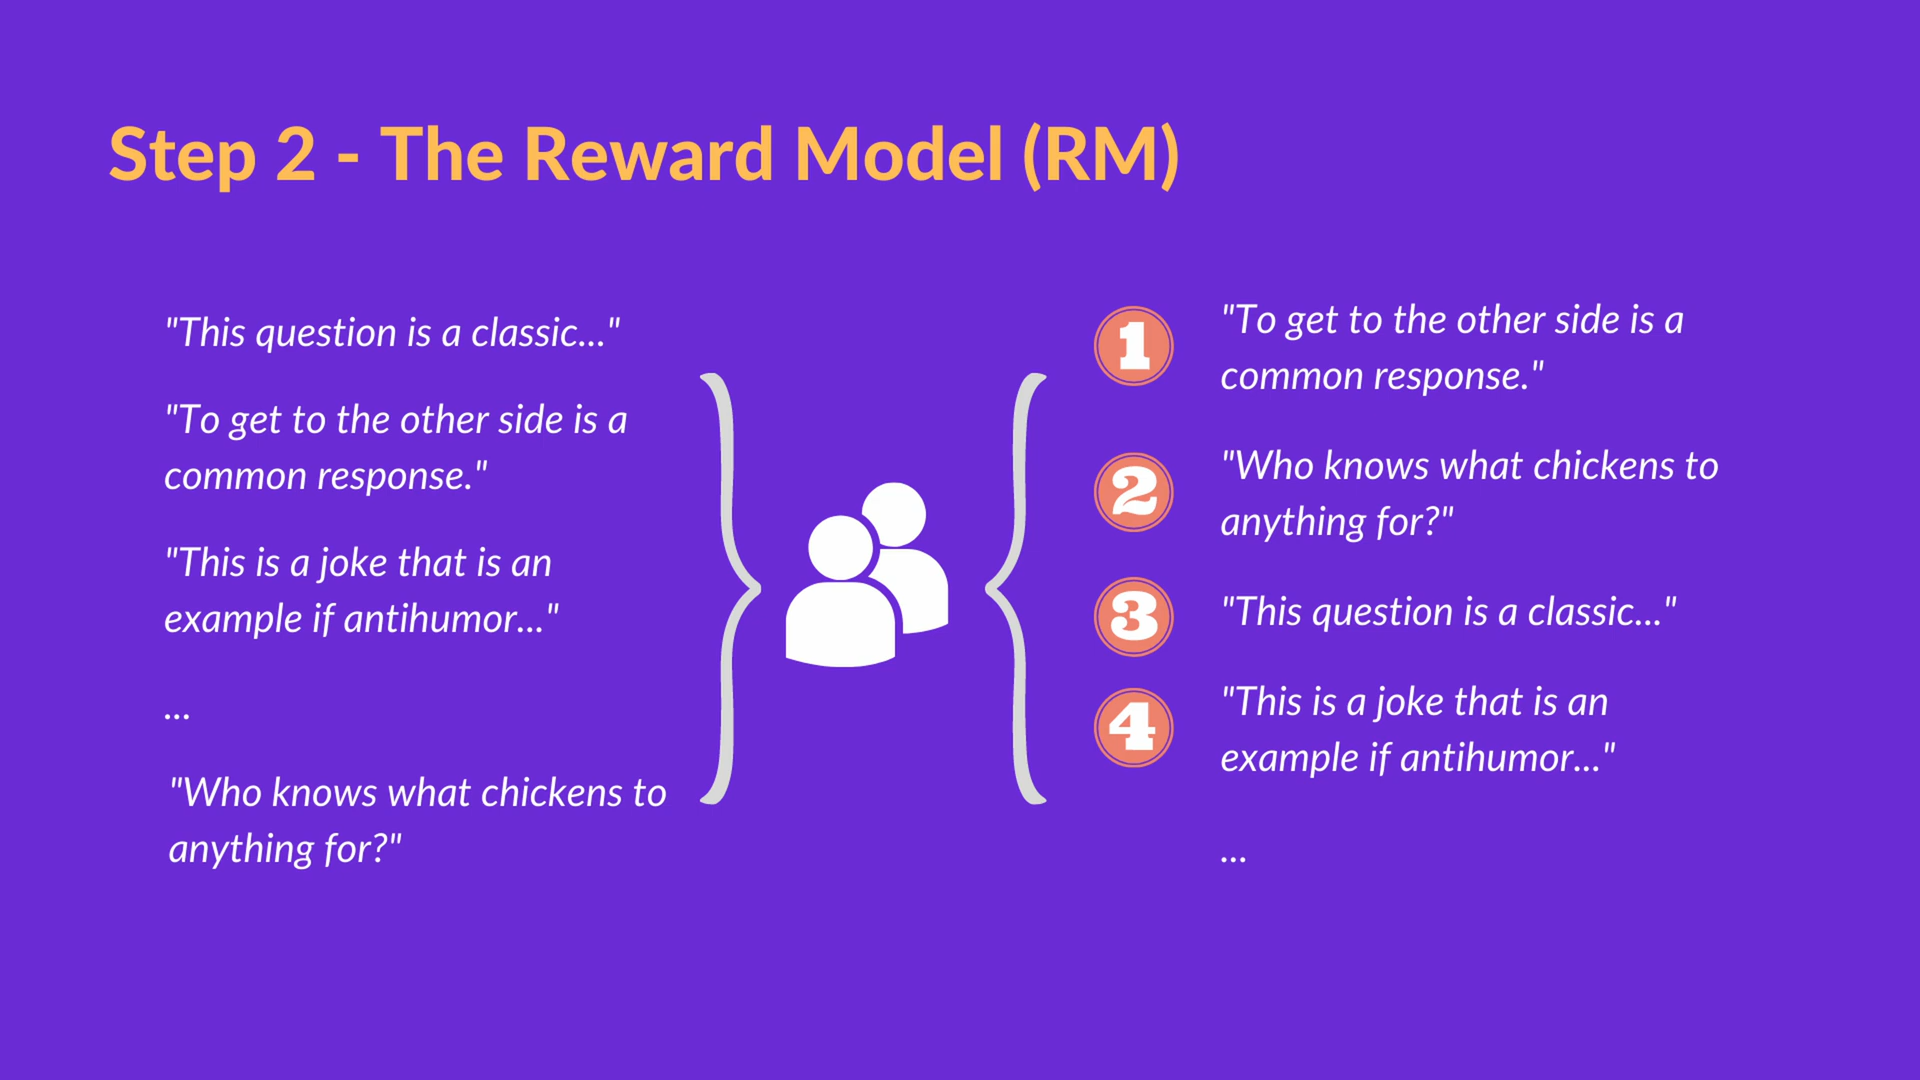 Step 2 - The Reward Model (RM)
"This question is a classic..."
"To get to the other side is a
common response."
"This is a joke that is an
example if antihumor..."
...
"Who knows what chickens to
anything for?"
1
"To get to the other side is a
common response."
2
"Who knows what chickens to
anything for?"
3
"This question is a classic..."
4
"This is a joke that is an
example if antihumor..."
...